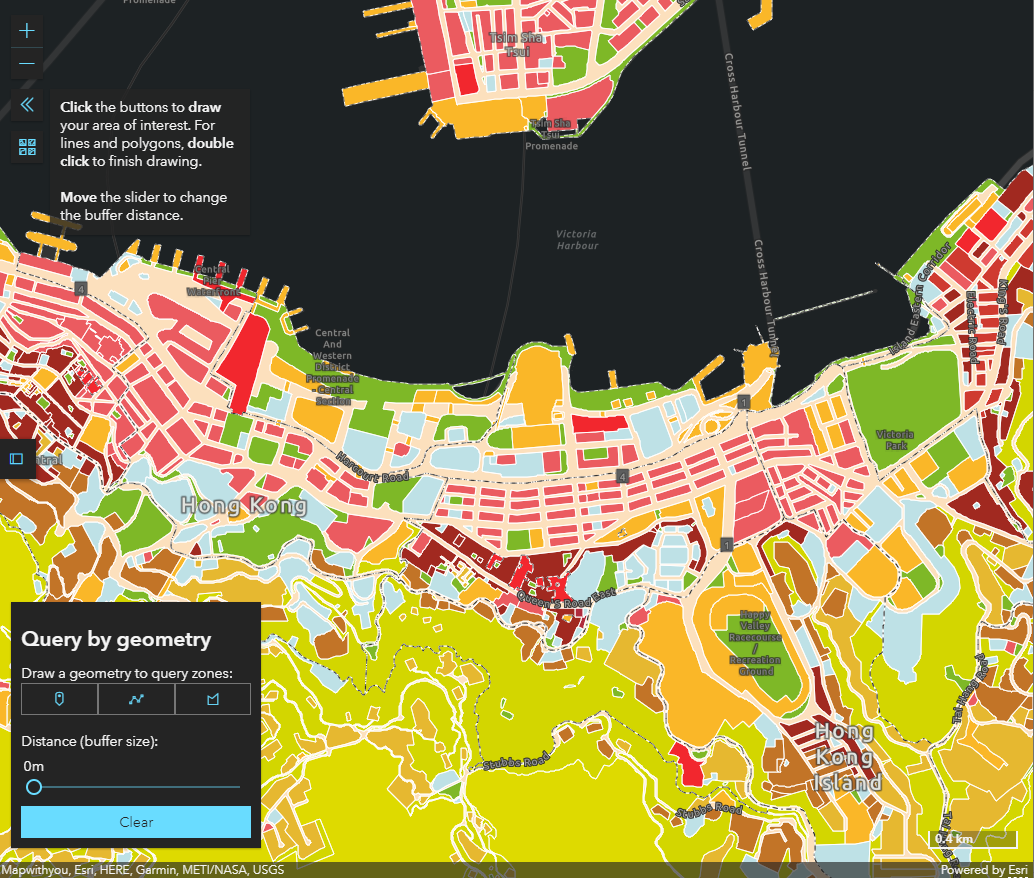 Promenade
Tsim Sha
Tsui
Cross Harbour Tunnel
Click the buttons to draw
your area of interest. For
lines and polygons, double
click to finish drawing.
Move the slider to change
the buffer distance.
Tsim Sha
Tsui
Promenade
Victoria
Harbour
Cross Harbour Tunnel
Island Eastern Corridor
Electric Road
King'S Road
Central
Pier
Waterfront
4
Central
And
Western
District
Promenade
- Central
Section
1
Victoria
Park
Harcourt Road
4
Hong Kong
1
Queen'S Road East
Happy
Valley
Racecourse
/
Recreation
Ground
Query by geometry
Draw a geometry to query zones:
Distance (buffer size):
0m
Clear
Stubbs Road
Stubbs Road
Tai Hang Road
Hong
Kong
Island
0.4 km
Mapwithyou, Esri, HERE, Garmin, METI/NASA, USGS
Powered by Esri